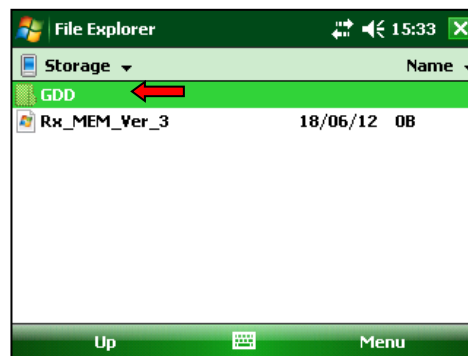 File Explorer 15:33
Storage Name
GDD
Rx_MEM_Ver_3 18/06/12 0B
Up Menu